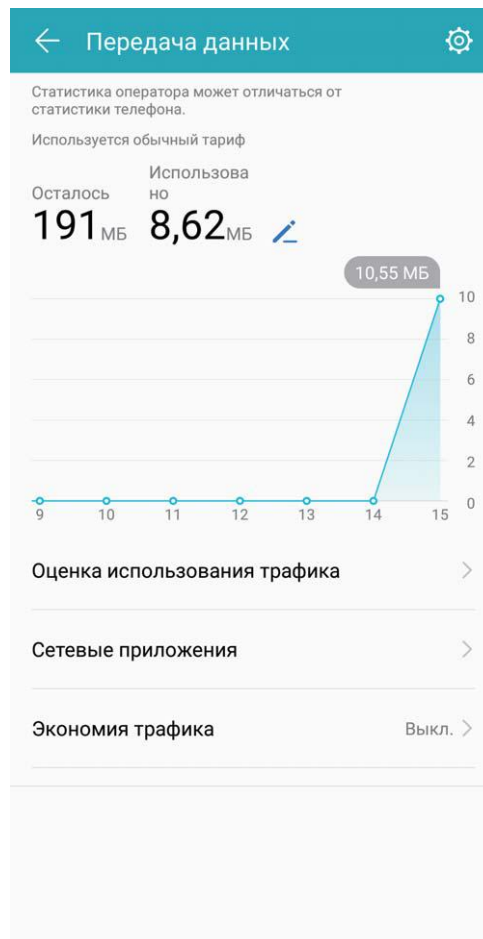 Передача данных
Статистика оператора может отличаться от
статистики телефона.
Используется обычный тариф
Осталось
191 МБ
Использова
но
8,62 МБ
10,55 МБ
10
8
6
4
2
0
9 10 11 12 13 14 15
Оценка использования трафика
Сетевые приложения
Экономия трафика Выкл.